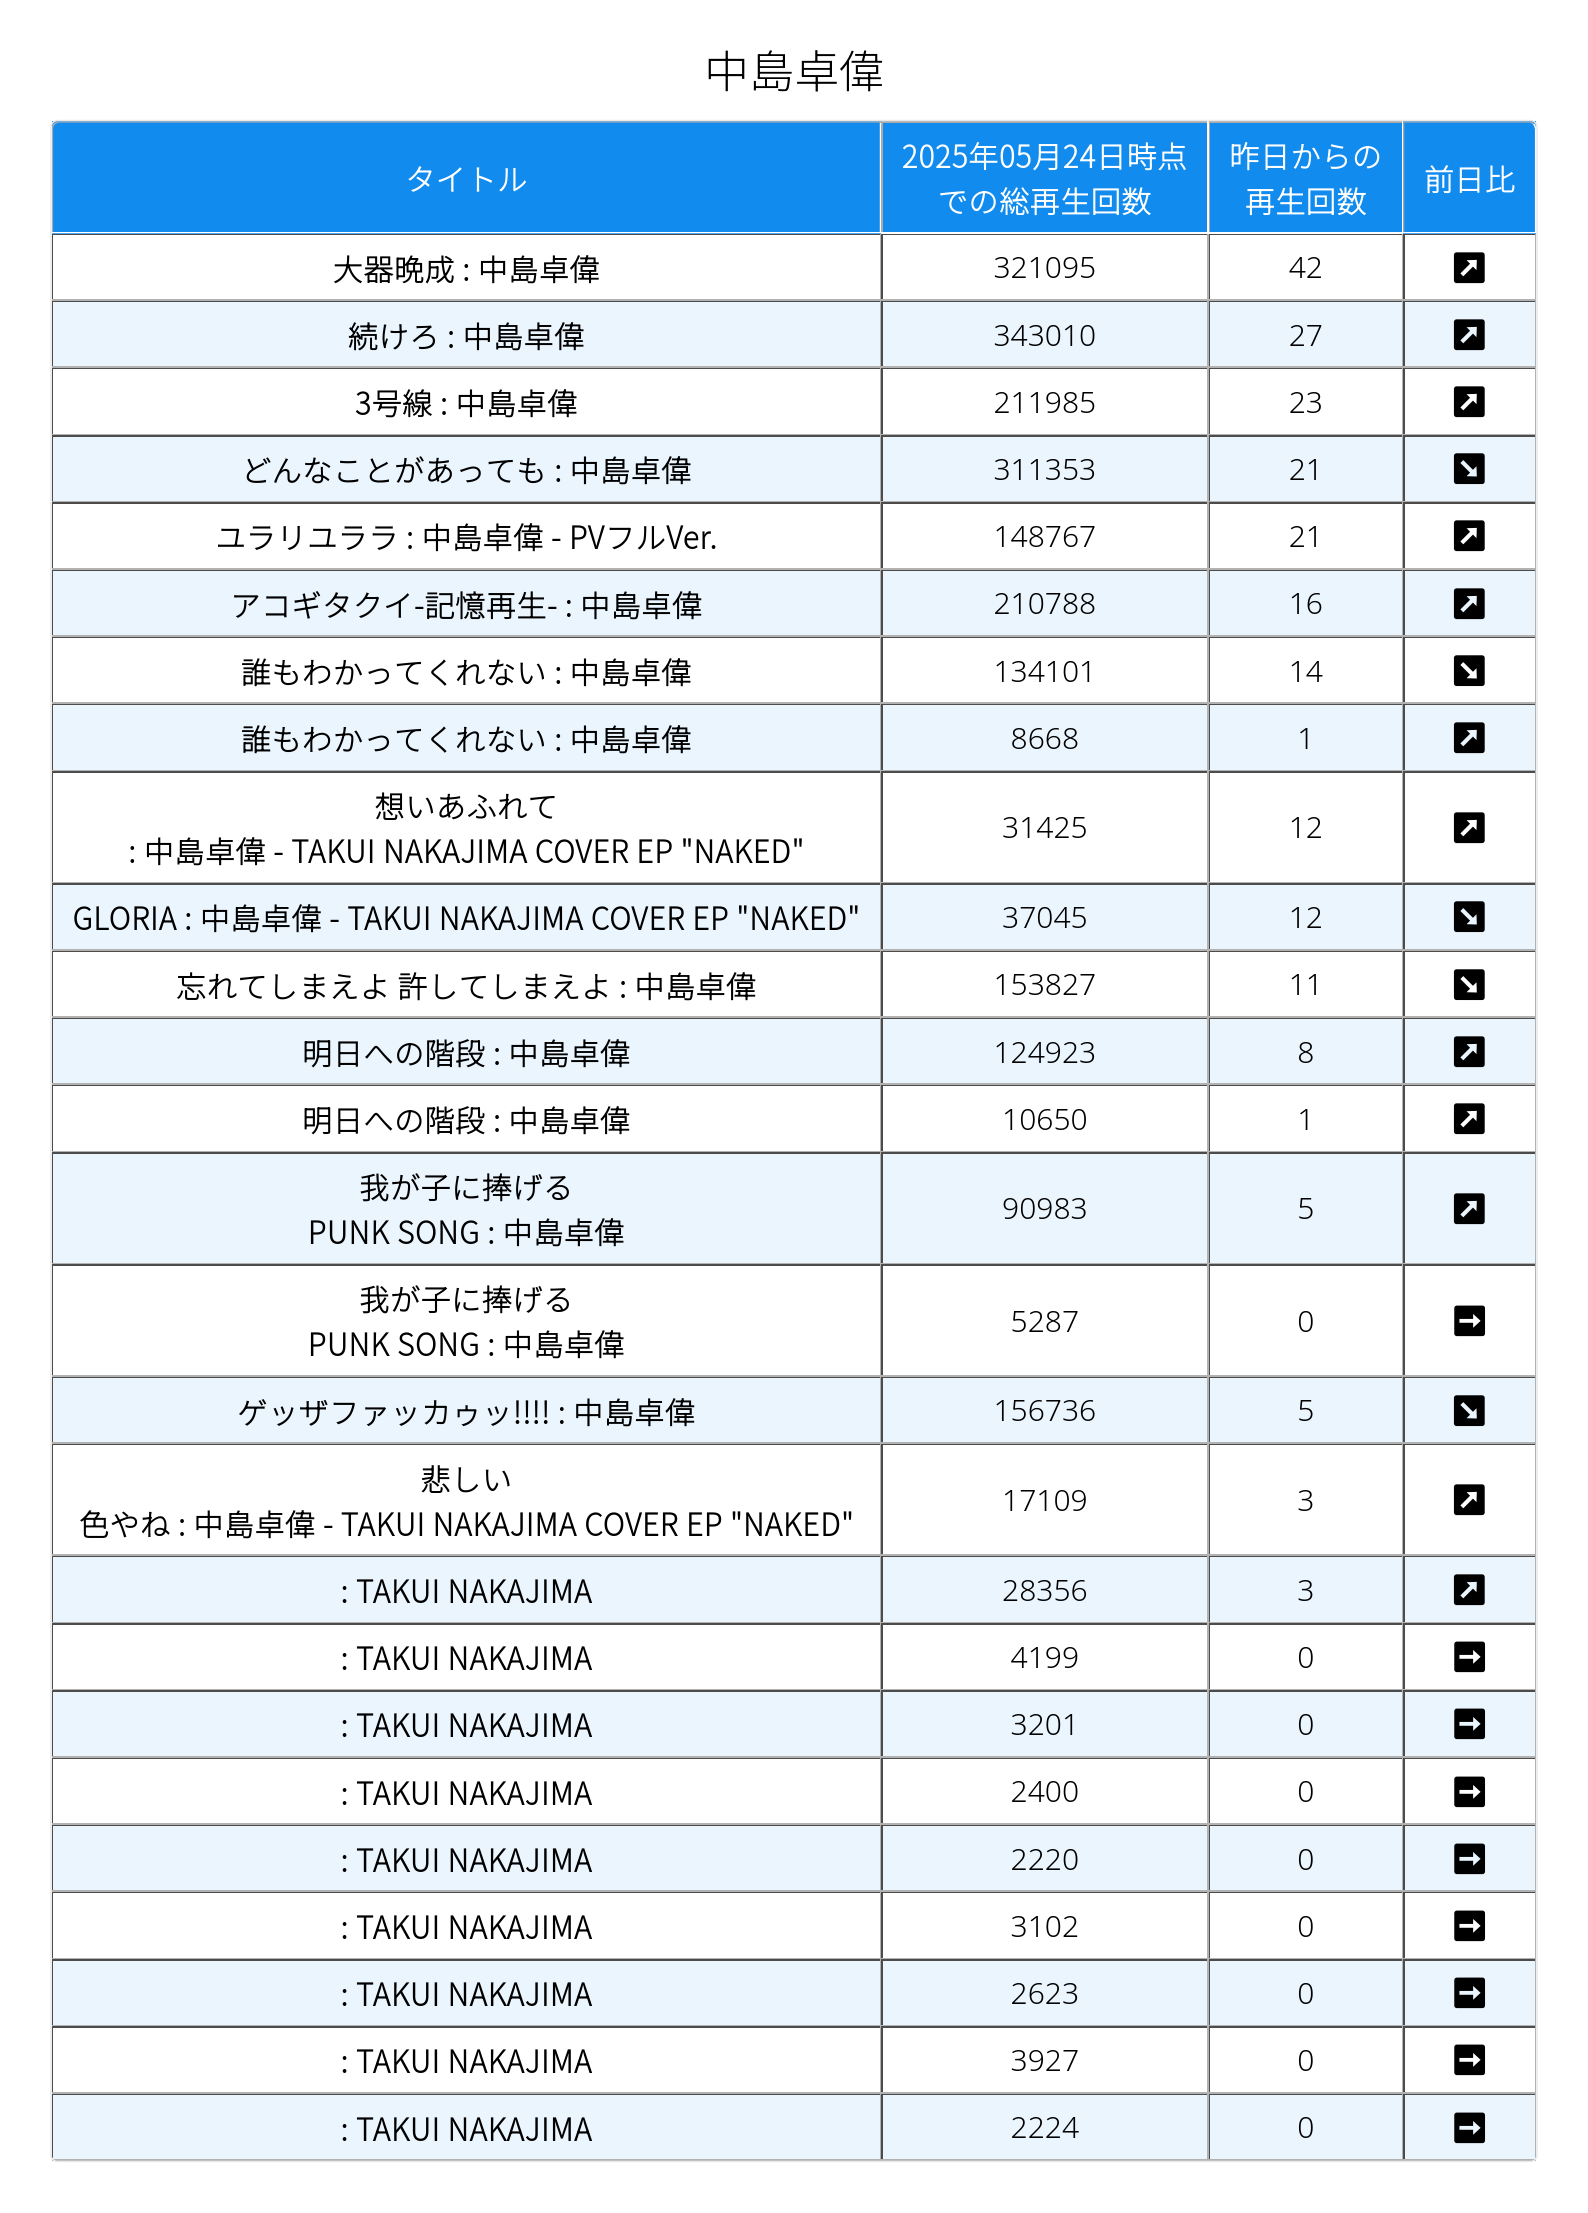 中島卓偉
タイトル
2025年05月24日時点
での総再生回数
昨日からの
再生回数
前日比
大器晩成 : 中島卓偉 321095 42 ↗
続けろ : 中島卓偉 343010 27 ↗
3号線 : 中島卓偉 211985 23 ↗
どんなことがあっても : 中島卓偉 311353 21 ↘
ユラリユララ : 中島卓偉 - PVフルVer. 148767 21 ↗
アコギタクイ-記憶再生- : 中島卓偉 210788 16 ↗
誰もわかってくれない : 中島卓偉 134101 14 ↘
誰もわかってくれない : 中島卓偉 8668 1 ↗
想いあふれて
: 中島卓偉 - TAKUI NAKAJIMA COVER EP "NAKED" 31425 12 ↗
GLORIA : 中島卓偉 - TAKUI NAKAJIMA COVER EP "NAKED" 37045 12 ↘
忘れてしまえよ 許してしまえよ : 中島卓偉 153827 11 ↘
明日への階段 : 中島卓偉 124923 8 ↗
明日への階段 : 中島卓偉 10650 1 ↗
我が子に捧げる
PUNK SONG : 中島卓偉 90983 5 ↗
我が子に捧げる
PUNK SONG : 中島卓偉 5287 0 →
ゲッザファッカゥッ!!!! : 中島卓偉 156736 5 ↘
悲しい
色やね : 中島卓偉 - TAKUI NAKAJIMA COVER EP "NAKED" 17109 3 ↗
: TAKUI NAKAJIMA 28356 3 ↗
: TAKUI NAKAJIMA 4199 0 →
: TAKUI NAKAJIMA 3201 0 →
: TAKUI NAKAJIMA 2400 0 →
: TAKUI NAKAJIMA 2220 0 →
: TAKUI NAKAJIMA 3102 0 →
: TAKUI NAKAJIMA 2623 0 →
: TAKUI NAKAJIMA 3927 0 →
: TAKUI NAKAJIMA 2224 0 →